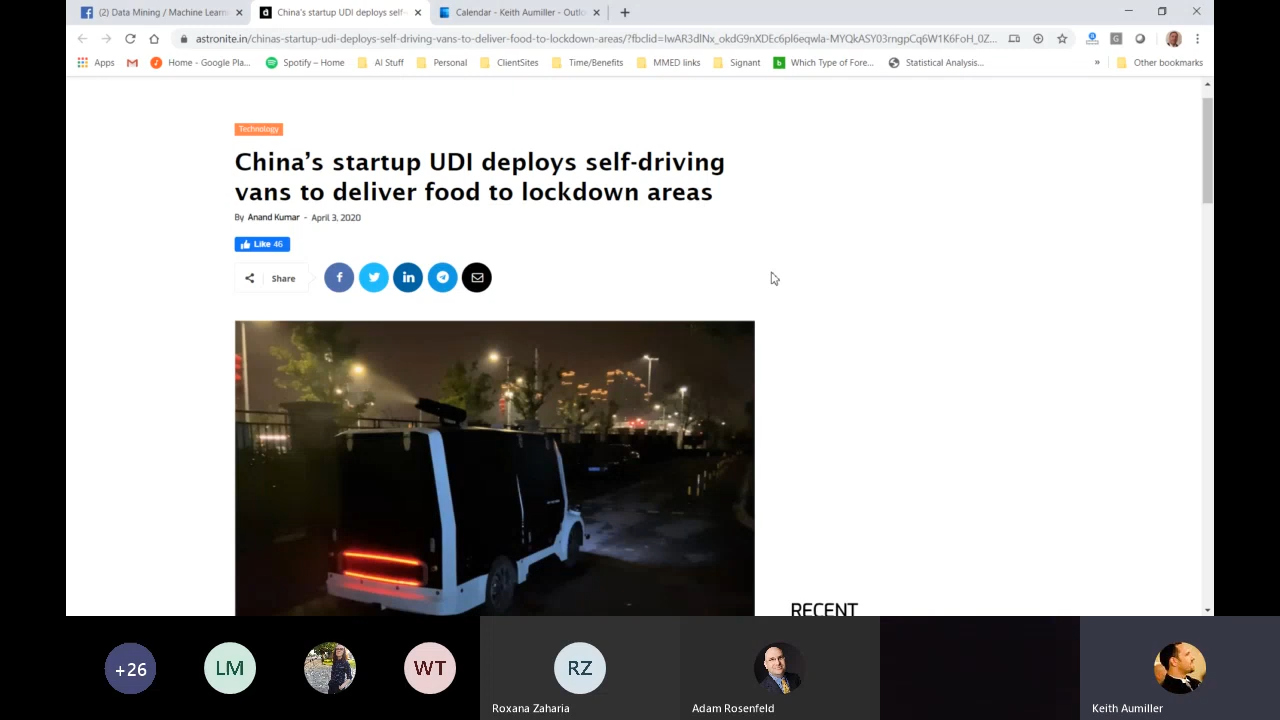 (2) Data Mining / Machine Learni
China's startup UDI deploys self-
Calendar - Keith Aumiller - Outlo
astronite.in/chinas-startup-udi-deploys-self-driving-vans-to-deliver-food-to-lockdown-areas/?fbclid=
Apps
Home - Google Pla...
Spotify – Home
AI Stuff
Personal
ClientSites
Time/Benefits
MMED links
Signant
Which Type of Fore...
Statistical Analysis...
»
Other bookmarks
Technology
China's startup UDI deploys self-driving
vans to deliver food to lockdown areas
By Anand Kumar - April 3, 2020
Like 46
Share
RECENT
+26
LM
WT
RZ
Roxana Zaharia
Adam Rosenfeld
Keith Aumiller